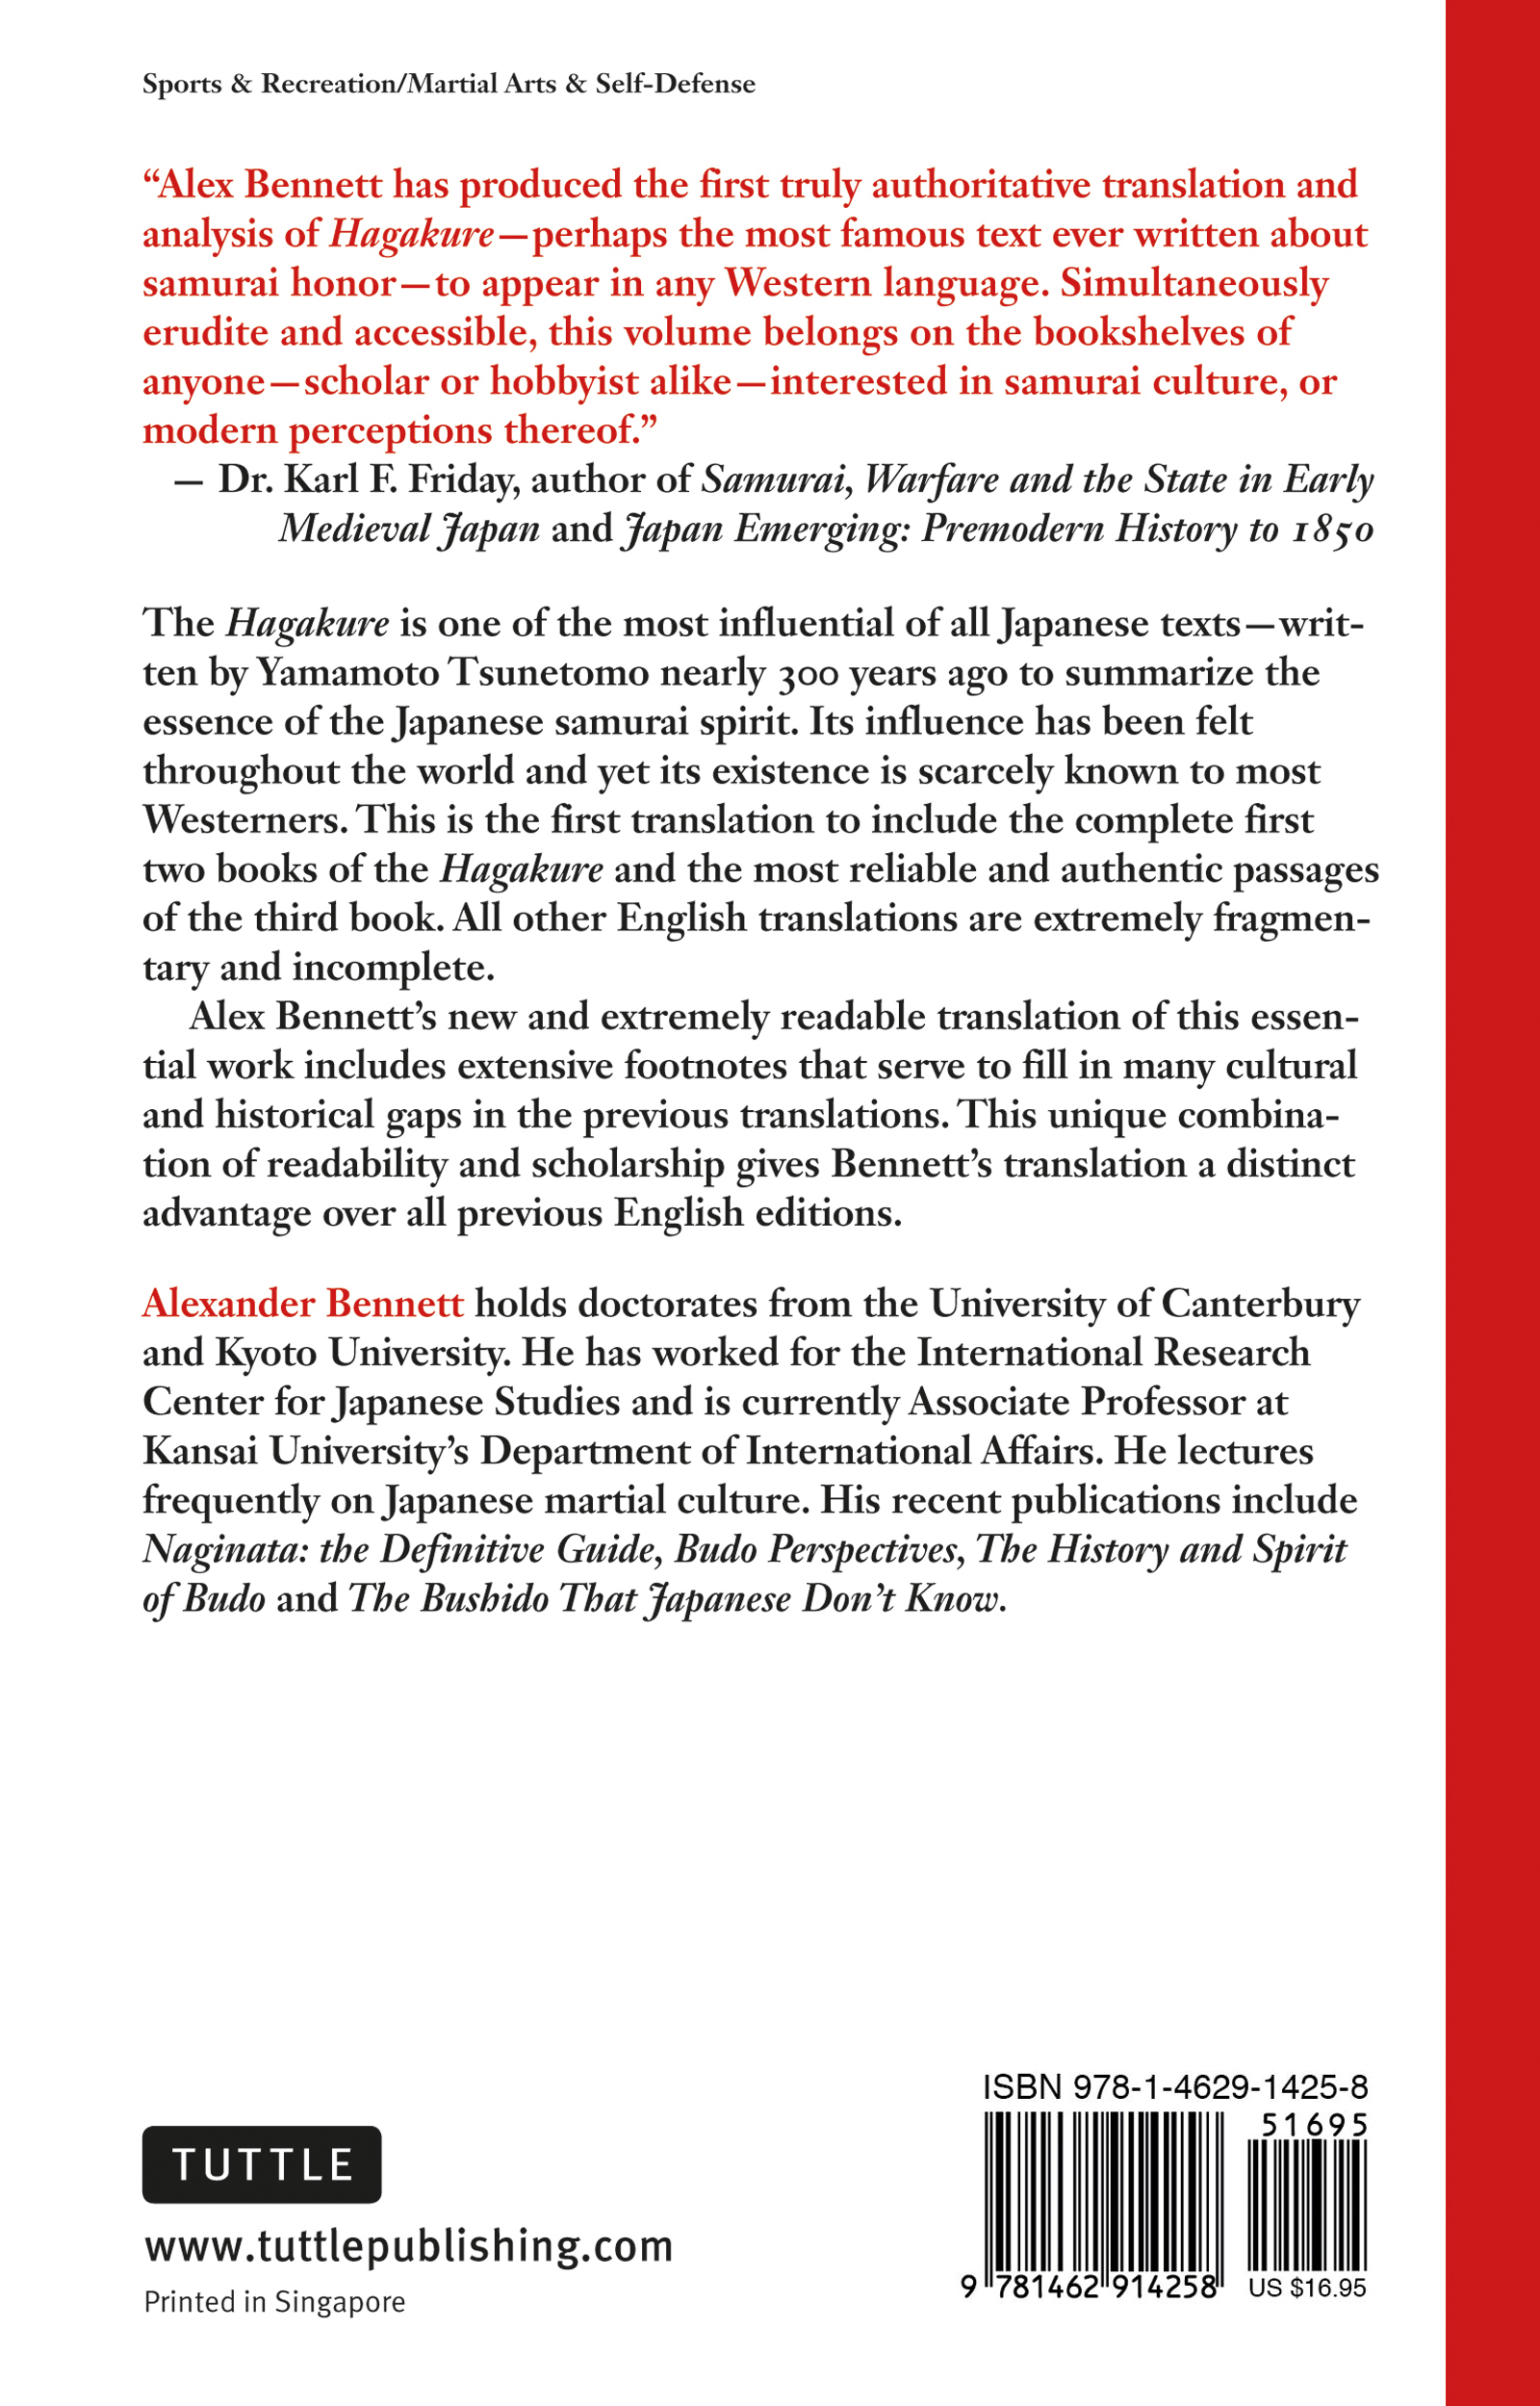 Sports & Recreation/Martial Arts & Self-Defense
“Alex Bennett has produced the first truly authoritative translation and
analysis of Hagakure—perhaps the most famous text ever written about
samurai honor—to appear in any Western language. Simultaneously
erudite and accessible, this volume belongs on the bookshelves of
anyone—scholar or hobbyist alike—interested in samurai culture, or
modern perceptions thereof.”
— Dr. Karl F. Friday, author of Samurai, Warfare and the State in Early
Medieval Japan and Japan Emerging: Premodern History to 1850
The Hagakure is one of the most influential of all Japanese texts—writ-
ten by Yamamoto Tsunetomo nearly 300 years ago to summarize the
essence of the Japanese samurai spirit. Its influence has been felt
throughout the world and yet its existence is scarcely known to most
Westerners. This is the first translation to include the complete first
two books of the Hagakure and the most reliable and authentic passages
of the third book. All other English translations are extremely fragmen-
tary and incomplete.
Alex Bennett’s new and extremely readable translation of this essen-
tial work includes extensive footnotes that serve to fill in many cultural
and historical gaps in the previous translations. This unique combina-
tion of readability and scholarship gives Bennett’s translation a distinct
advantage over all previous English editions.
Alexander Bennett holds doctorates from the University of Canterbury
and Kyoto University. He has worked for the International Research
Center for Japanese Studies and is currently Associate Professor at
Kansai University’s Department of International Affairs. He lectures
frequently on Japanese martial culture. His recent publications include
Naginata: the Definitive Guide, Budo Perspectives, The History and Spirit
of Budo and The Bushido That Japanese Don’t Know.
TUTTLE
www.tuttlepublishing.com
Printed in Singapore
ISBN 978-1-4629-1425-8
51695
9 781462 914258
US $16.95